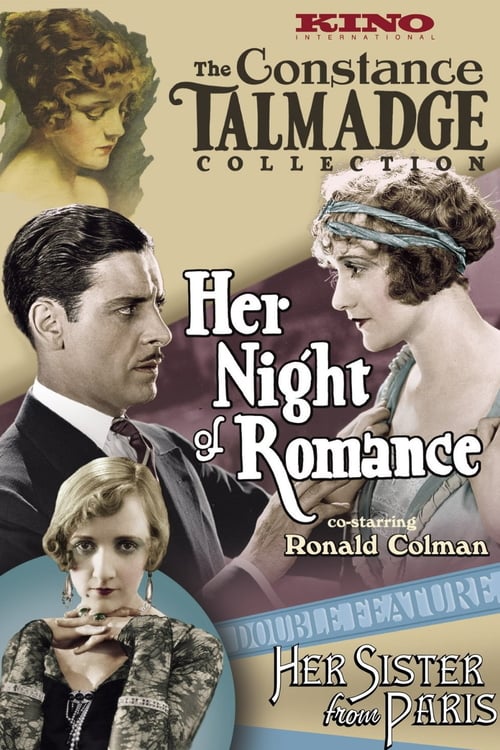 KINO
INTERNATIONAL
The Constance
TALMADGE
COLLECTION
Her
Night
of Romance
co-starring
Ronald Colman
DOUBLE FEATURE
HER SISTER
from PARIS